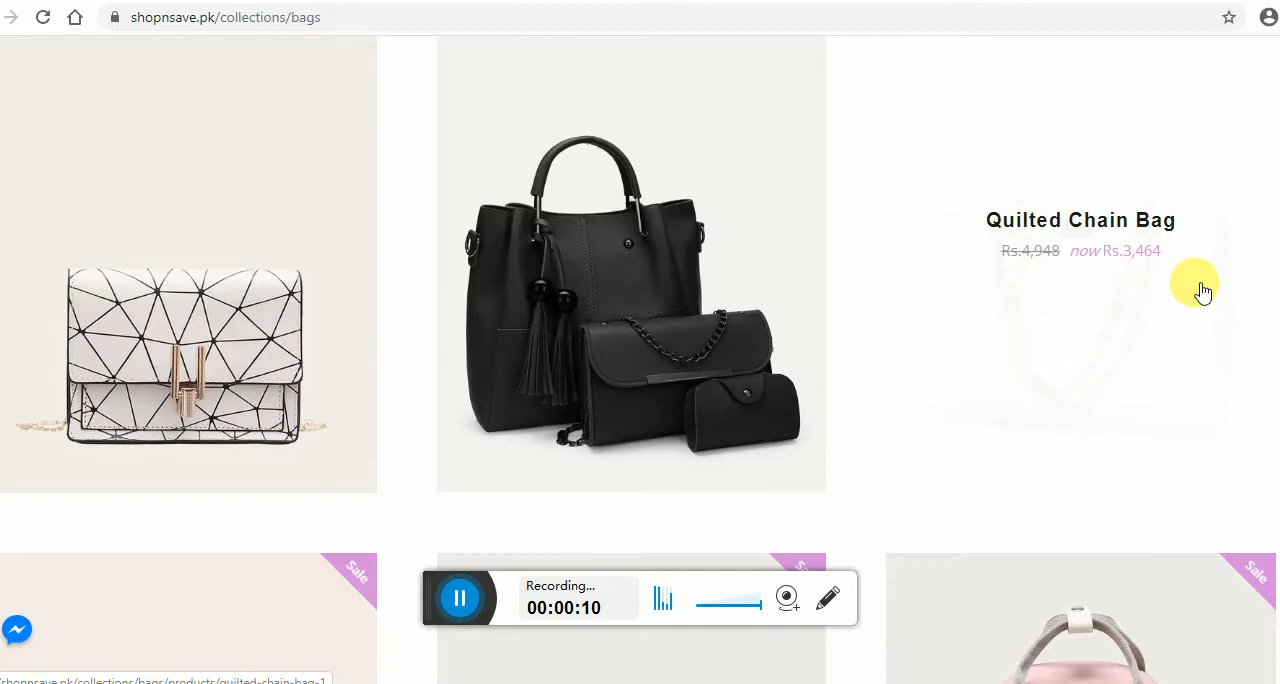 shopnsave.pk/collections/bags
Quilted Chain Bag
Rs.4,948 now Rs.3,464
Sale
Sale
Sale
Recording...
00:00:10
/shopnsave.pk/collections/bags/products/quilted-chain-bag-1